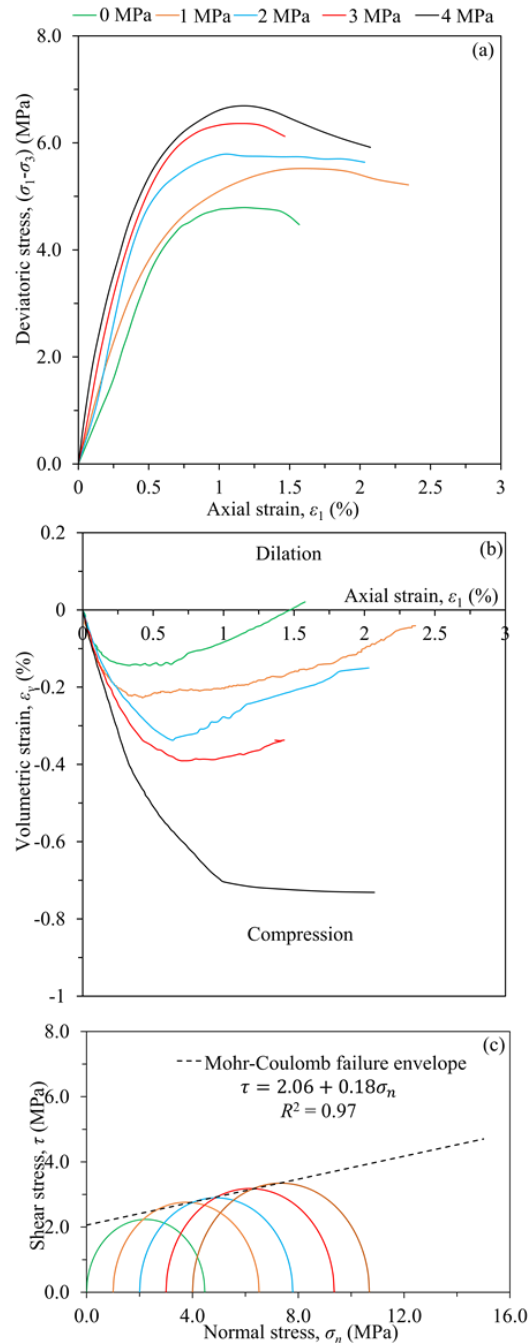 0 MPa 1 MPa 2 MPa 3 MPa 4 MPa
(a)
8.0
6.0
4.0
2.0
0.0
Deviatoric stress, (σ1-σ3) (MPa)
0 0.5 1 1.5 2 2.5 3
Axial strain, ε1 (%)
(b)
0.2
Dilation
Axial strain, ε1 (%)
0
0 0.5 1 1.5 2 2.5 3
-0.2
-0.4
-0.6
-0.8
-1
Volumetric strain, εv (%)
Compression
(c)
8.0
6.0
4.0
2.0
0.0
Shear stress, τ (MPa)
Mohr-Coulomb failure envelope
τ = 2.06 + 0.18σn
R² = 0.97
0.0 4.0 8.0 12.0 16.0
Normal stress, σn (MPa)